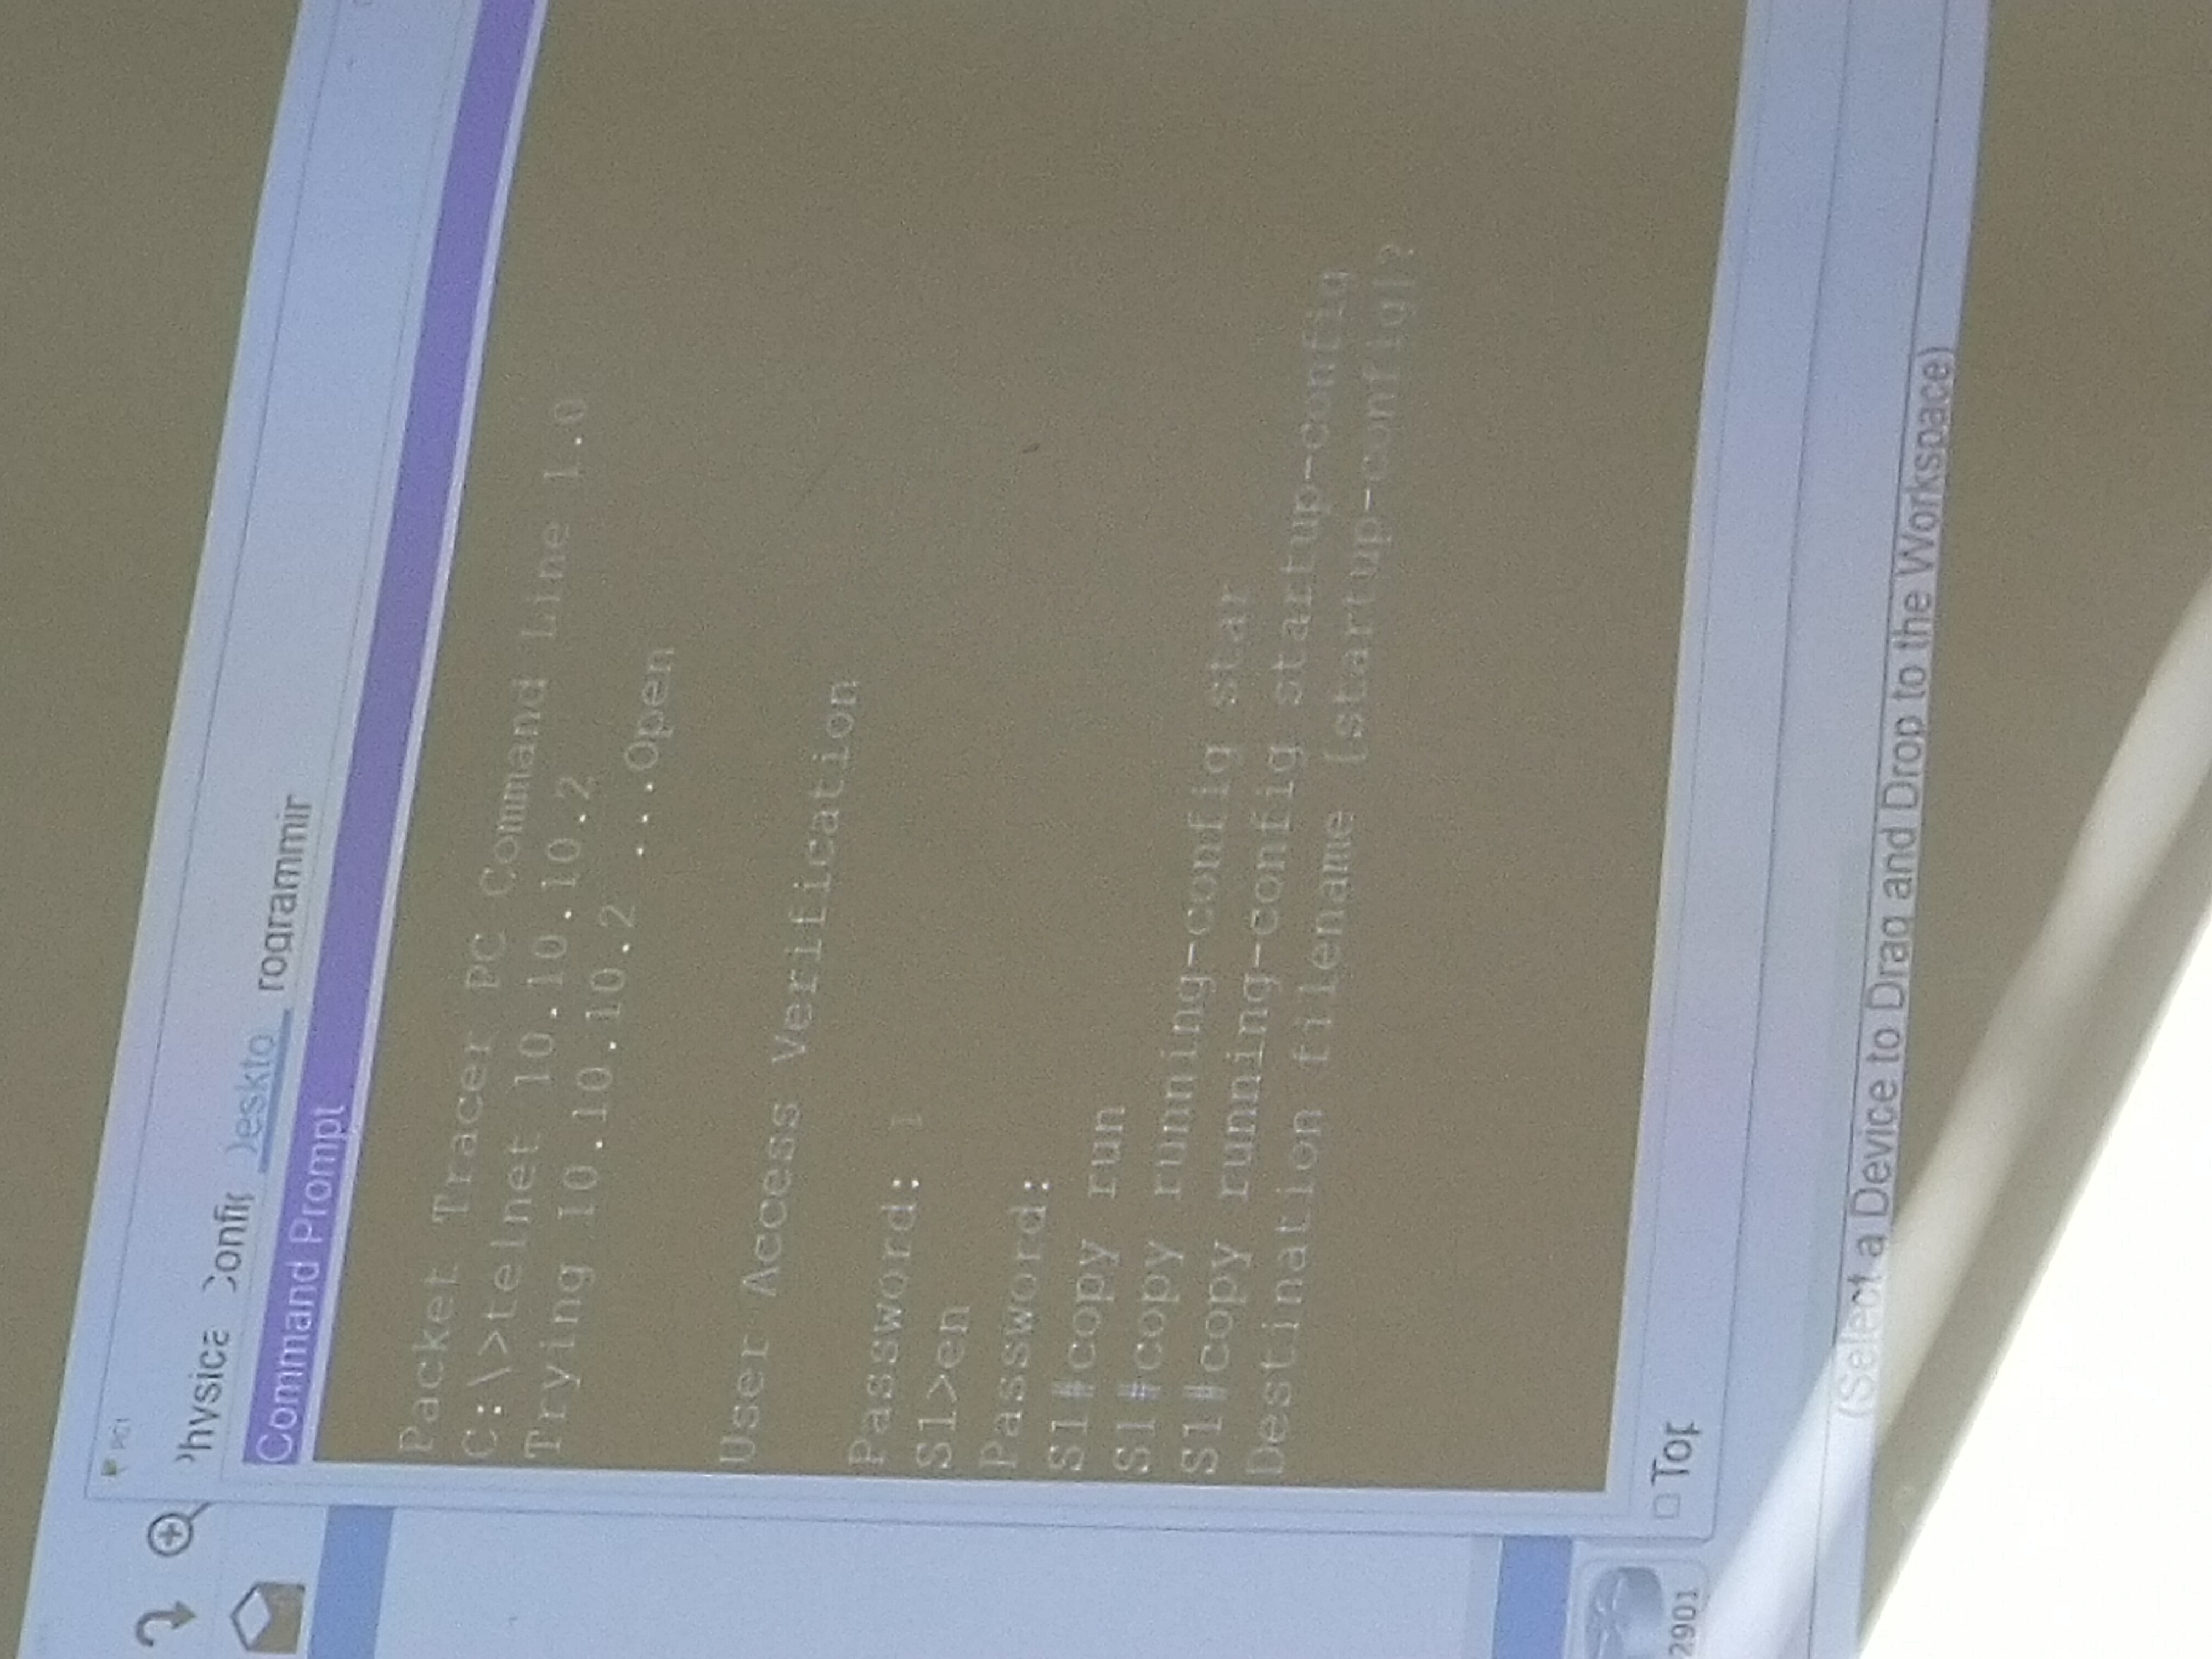 PC1
Physica Config Deskto rogrammin
Command Prompt
Packet Tracer PC Command Line 1.0
C:\>telnet 10.10.10.2
Trying 10.10.10.2 ...Open
User Access Verification
Password:
S1>en
Password:
S1#copy run
S1#copy running-config star
S1#copy running-config startup-config
Destination filename [startup-config]?
2901
Top
(Select a Device to Drag and Drop to the Workspace)